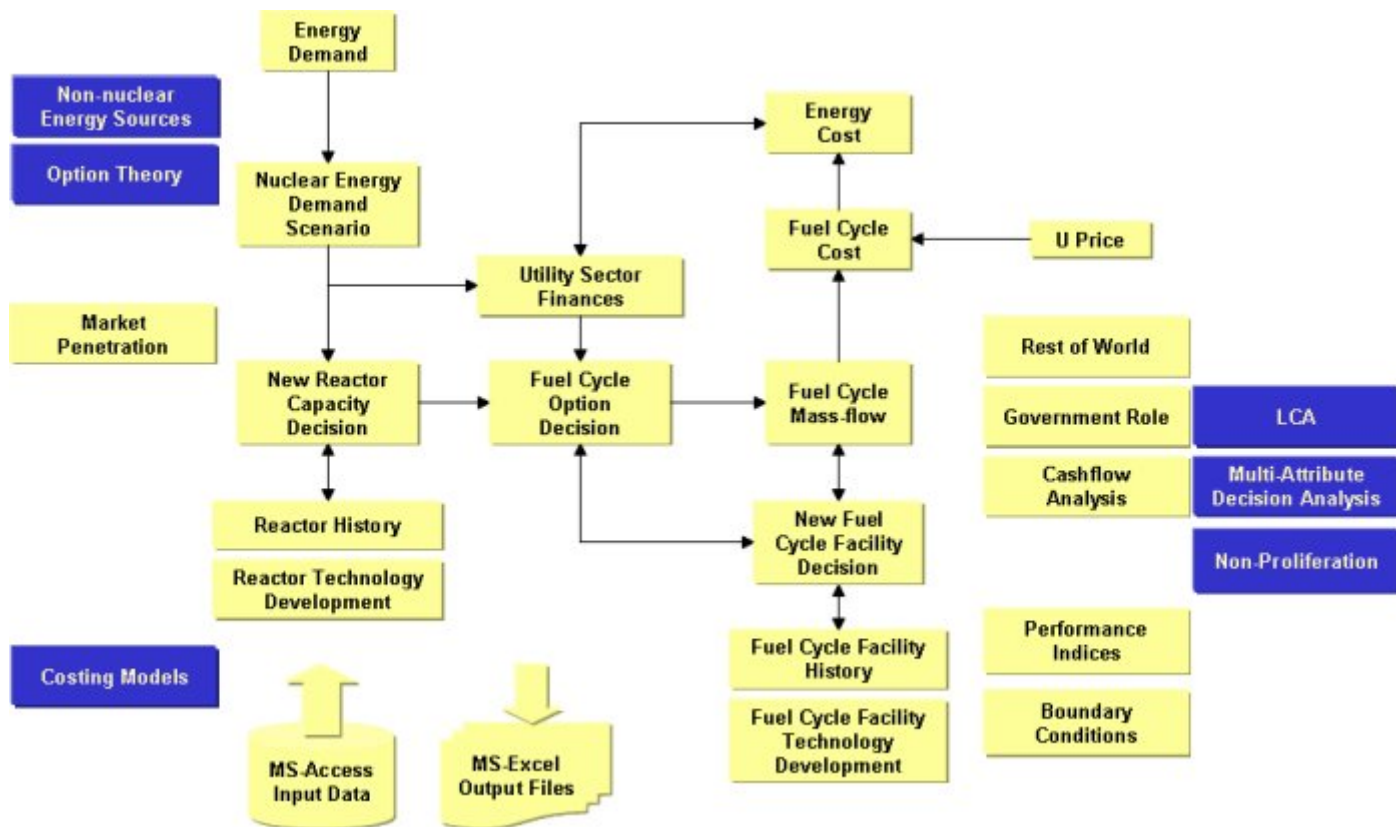 Energy
Demand
Non-nuclear
Energy Sources
Option Theory
Nuclear Energy
Demand
Scenario
Energy
Cost
Fuel Cycle
Cost
U Price
Utility Sector
Finances
Market
Penetration
New Reactor
Capacity
Decision
Fuel Cycle
Option
Decision
Fuel Cycle
Mass-flow
Rest of World
Government Role
LCA
Cashflow
Analysis
Multi-Attribute
Decision Analysis
Reactor History
New Fuel
Cycle Facility
Decision
Non-Proliferation
Reactor Technology
Development
Costing Models
Fuel Cycle Facility
History
Performance
Indices
Fuel Cycle Facility
Technology
Development
Boundary
Conditions
MS-Access
Input Data
MS-Excel
Output Files